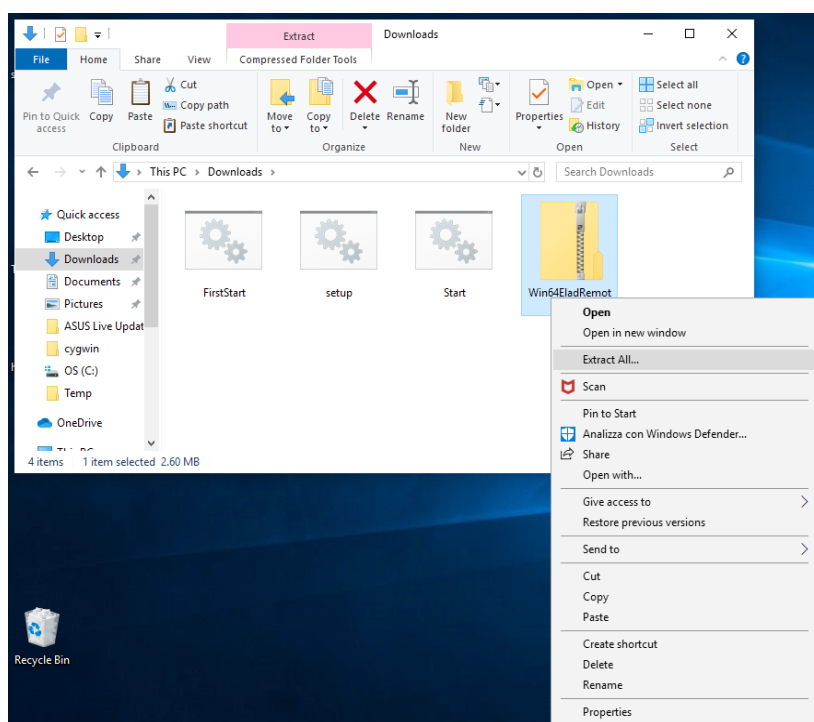 Extract
Downloads
File
Home
Share
View
Compressed Folder Tools
Pin to Quick access
Copy
Paste
Cut
Copy path
Paste shortcut
Clipboard
Move to
Copy to
Delete
Rename
Organize
New folder
New
Properties
Open
Edit
History
Open
Select all
Select none
Invert selection
Select
This PC > Downloads >
Search Downloads
Quick access
Desktop
Downloads
Documents
Pictures
ASUS Live Updat
cygwin
OS (C:)
Temp
OneDrive
FirstStart
setup
Start
Win64EladRemot
4 items 1 item selected 2.60 MB
Open
Open in new window
Extract All...
Scan
Pin to Start
Analizza con Windows Defender...
Share
Open with...
Give access to
Restore previous versions
Send to
Cut
Copy
Paste
Create shortcut
Delete
Rename
Properties
Recycle Bin